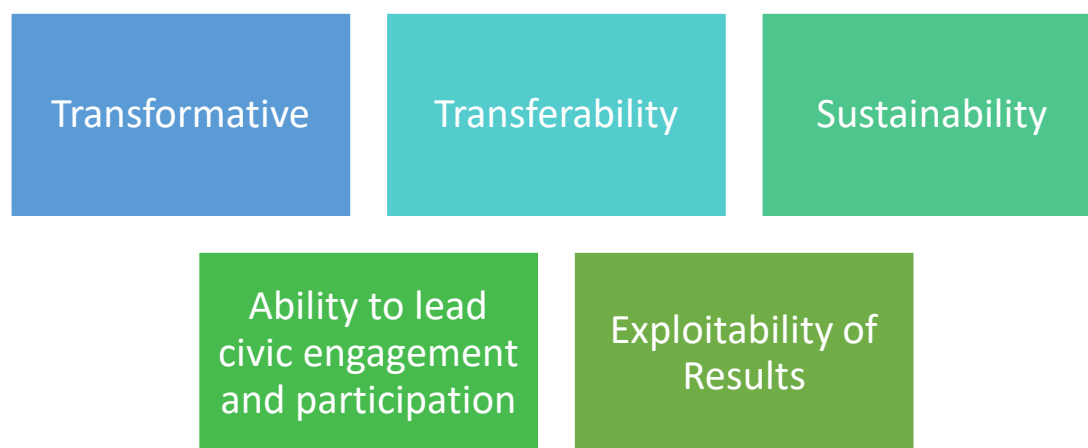 Transformative
Transferability
Sustainability
Ability to lead
civic engagement
and participation
Exploitability of
Results